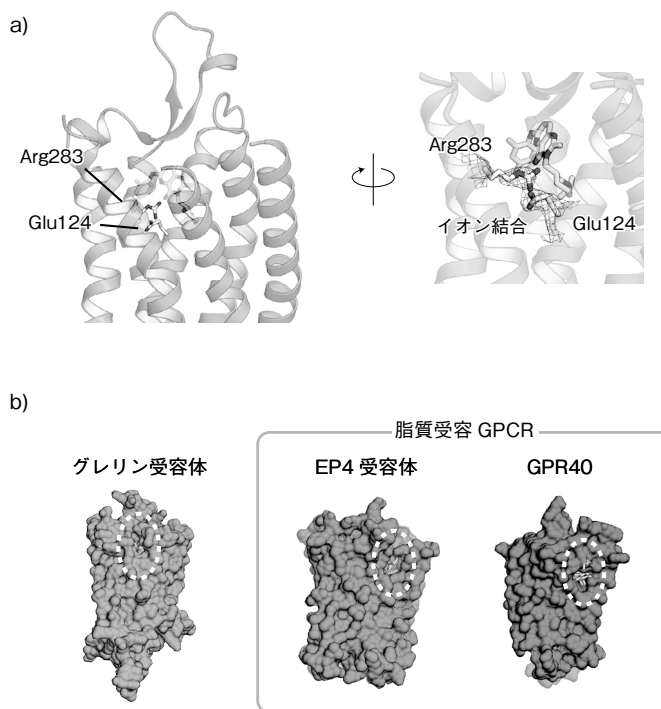 a)
Arg283
Glu124
Arg283
イオン結合
Glu124
b)
脂質受容 GPCR
グレリン受容体
EP4 受容体
GPR40